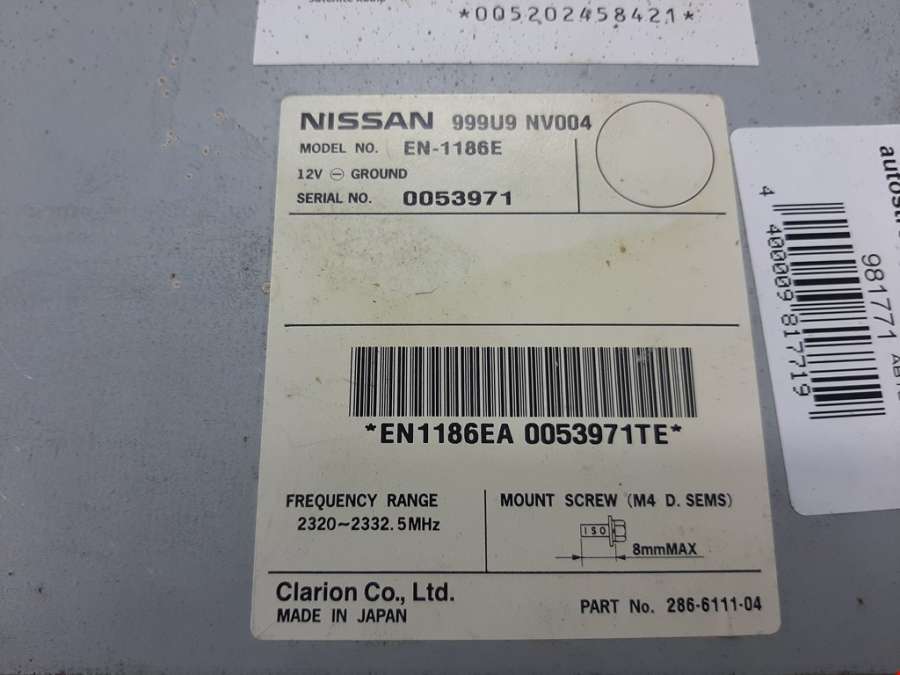 *005202458421*
NISSAN 999U9 NV004
MODEL NO. EN-1186E
12V ⊖ GROUND
SERIAL NO. 0053971
*EN1186EA 0053971TE*
FREQUENCY RANGE
2320~2332.5MHz
MOUNT SCREW (M4 D. SEMS)
ISO
8mmMAX
Clarion Co., Ltd.
MADE IN JAPAN
PART No. 286-6111-04
981771
4 400009 817719